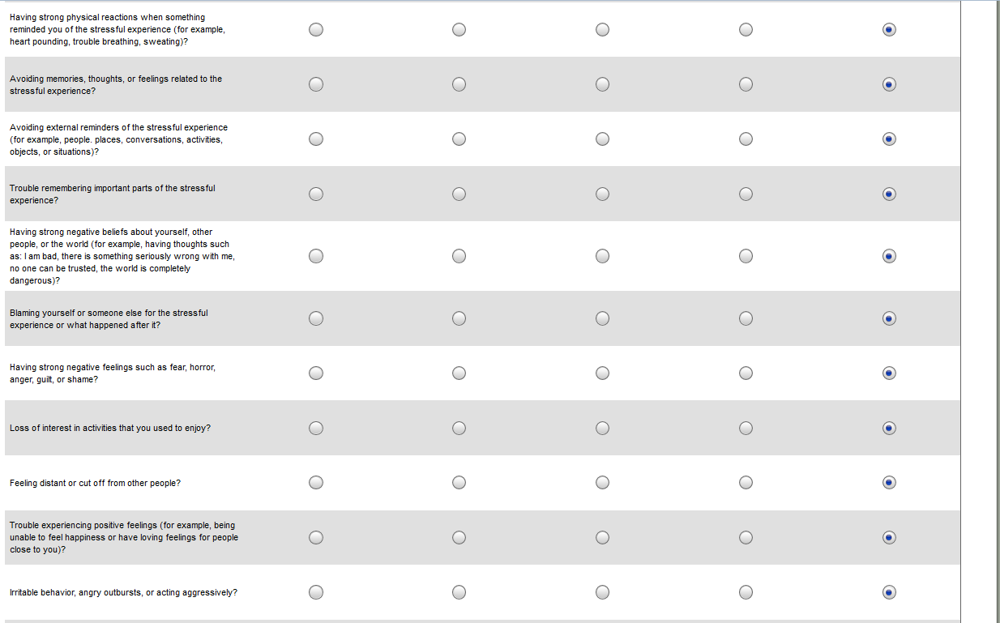 Having strong physical reactions when something
reminded you of the stressful experience (for example,
heart pounding, trouble breathing, sweating)?
Avoiding memories, thoughts, or feelings related to the
stressful experience?
Avoiding external reminders of the stressful experience
(for example, people. places, conversations, activities,
objects, or situations)?
Trouble remembering important parts of the stressful
experience?
Having strong negative beliefs about yourself, other
people, or the world (for example, having thoughts such
as: I am bad, there is something seriously wrong with me,
no one can be trusted, the world is completely
dangerous)?
Blaming yourself or someone else for the stressful
experience or what happened after it?
Having strong negative feelings such as fear, horror,
anger, guilt, or shame?
Loss of interest in activities that you used to enjoy?
Feeling distant or cut off from other people?
Trouble experiencing positive feelings (for example, being
unable to feel happiness or have loving feelings for people
close to you)?
Irritable behavior, angry outbursts, or acting aggressively?